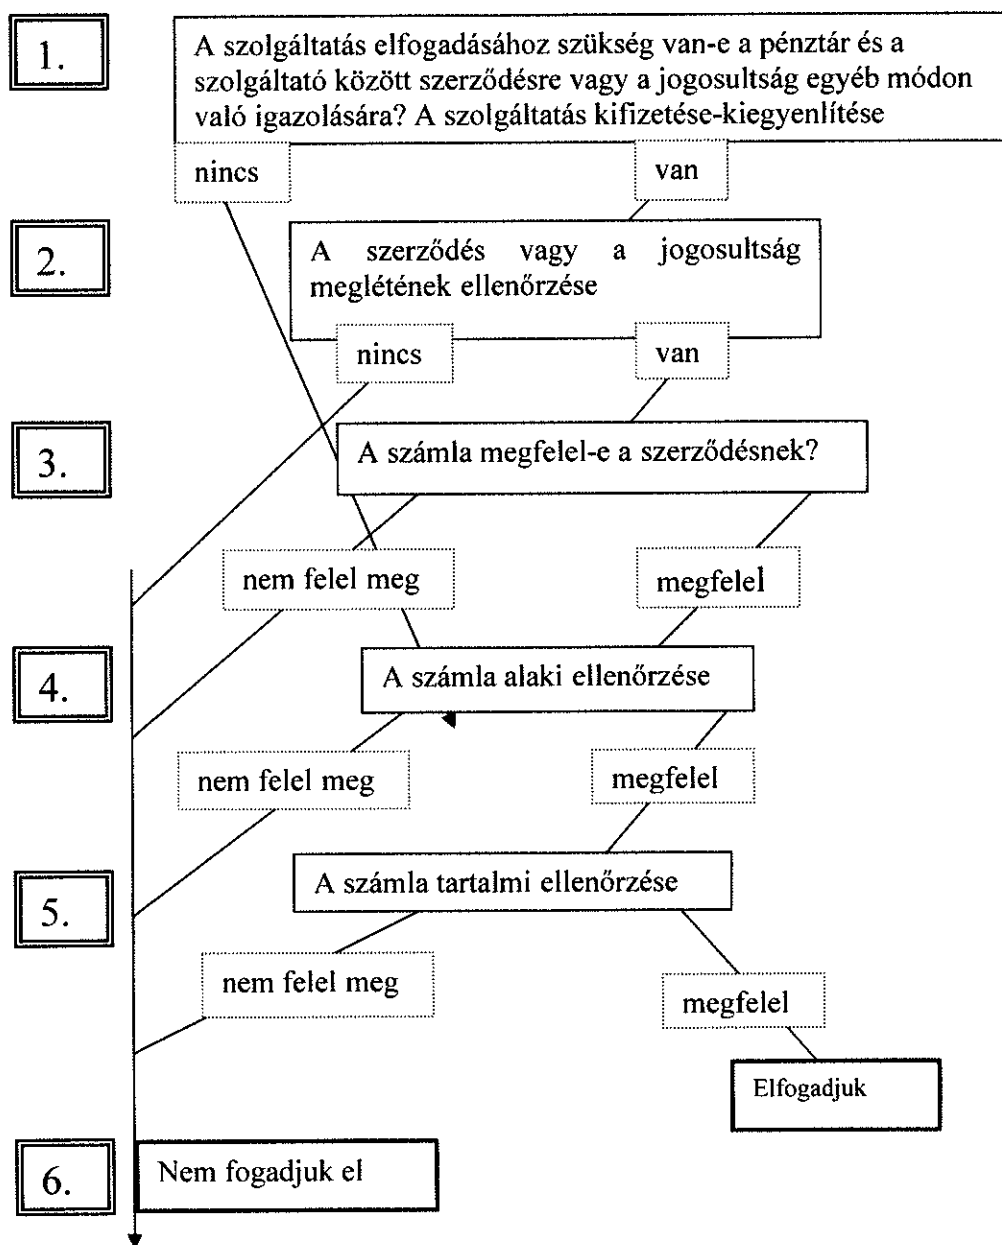 1.
A szolgáltatás elfogadásához szükség van-e a pénztár és a
szolgáltató között szerződésre vagy a jogosultság egyéb módon
való igazolására? A szolgáltatás kifizetése-kiegyenlítése
nincs
van
2.
A szerződés vagy a jogosultság
meglétének ellenőrzése
nincs
van
3.
A számla megfelel-e a szerződésnek?
nem felel meg
megfelel
4.
A számla alaki ellenőrzése
nem felel meg
megfelel
5.
A számla tartalmi ellenőrzése
nem felel meg
megfelel
Elfogadjuk
6.
Nem fogadjuk el